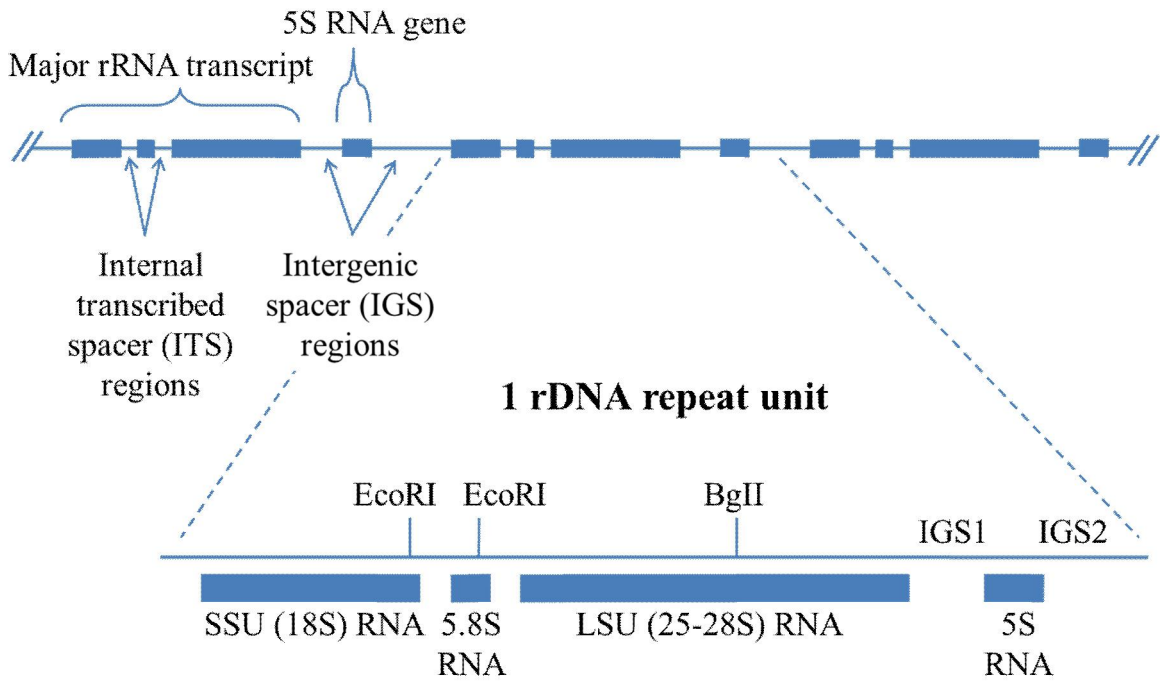 5S RNA gene
Major rRNA transcript
Internal
transcribed
spacer (ITS)
regions
Intergenic
spacer (IGS)
regions
1 rDNA repeat unit
EcoRI
EcoRI
BgII
IGS1
IGS2
SSU (18S) RNA
5.8S
RNA
LSU (25-28S) RNA
5S
RNA